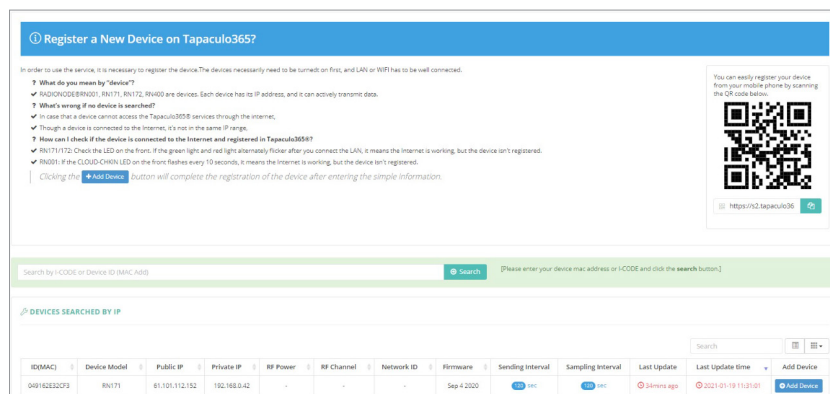 Register a New Device on Tapaculo365?
In order to use the service, it is necessary to register the device.The devices necessarily need to be turnedt on first, and LAN or WIFI has to be well connected.
? What do you mean by "device"?
✔ RADIONODE®RN001, RN171, RN172, RN400 are devices. Each device has its IP address, and it can actively transmit data.
? What's wrong if no device is searched?
✔ In case that a device cannot access the Tapaculo365® services through the internet,
✔ Though a device is connected to the Internet, it's not in the same IP range,
? How can I check if the device is connected to the Internet and registered in Tapaculo365®?
✔ RN171/172: Check the LED on the front. If the green light and red light alternately flicker after you connect the LAN, it means the Internet is working, but the device isn't registered.
✔ RN001: If the CLOUD-CHKIN LED on the front flashes every 10 seconds, it means the Internet is working, but the device isn't registered.
Clicking the +Add Device button will complete the registration of the device after entering the simple information.
You can easily register your device
from your mobile phone by scanning
the QR code below.
https://s2.tapaculo36
Search by I-CODE or Device ID (MAC Add)
Search
[Please enter your device mac address or I-CODE and click the search button.]
DEVICES SEARCHED BY IP
Search
ID(MAC) Device Model Public IP Private IP RF Power RF Channel Network ID Firmware Sending Interval Sampling Interval Last Update Last Update time Add Device
049162E32CF3 RN171 61.101.112.152 192.168.0.42 - - - Sep 4 2020 120 sec 120 sec 34mins ago 2021-01-19 11:31:01 Add Device